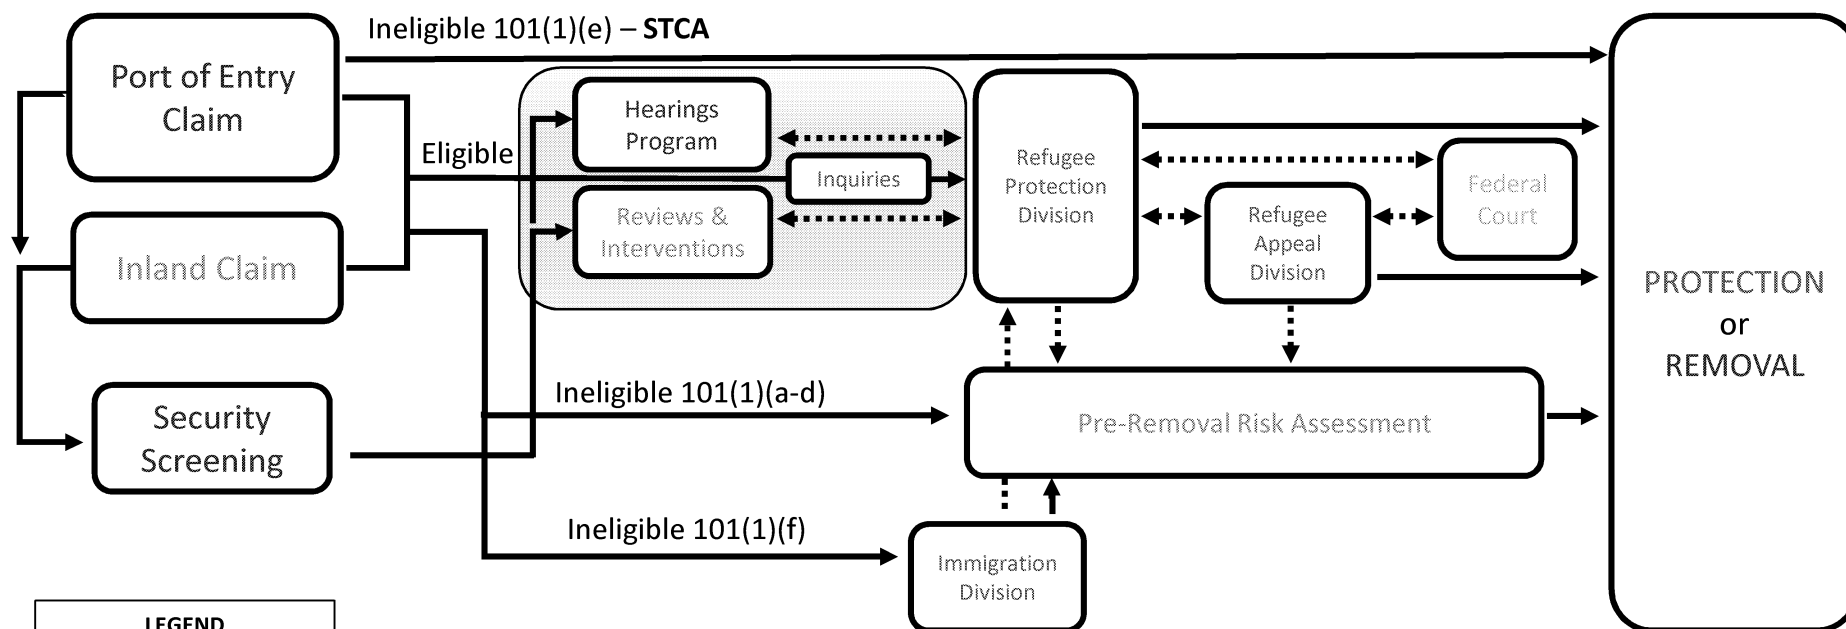 Ineligible 101(1)(e) – STCA
Port of Entry
Claim
Hearings
Program
Eligible
Inquiries
Reviews &
Interventions
Refugee
Protection
Division
Federal
Court
Refugee
Appeal
Division
Inland Claim
PROTECTION
or
REMOVAL
Security
Screening
Ineligible 101(1)(a-d)
Pre-Removal Risk Assessment
Ineligible 101(1)(f)
Immigration
Division
LEGEND